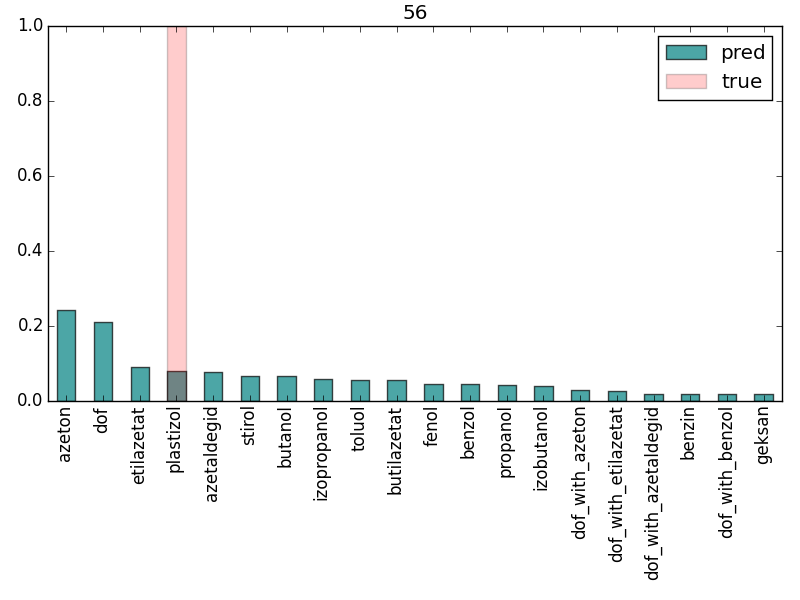 56
1.0
0.8
0.6
0.4
0.2
0.0
pred
true
azeton
dof
etilazetat
plastizol
azetaldegid
stirol
butanol
izopropanol
toluol
butilazetat
fenol
benzol
propanol
izobutanol
dof_with_azeton
dof_with_etilazetat
dof_with_azetaldegid
benzin
dof_with_benzol
geksan